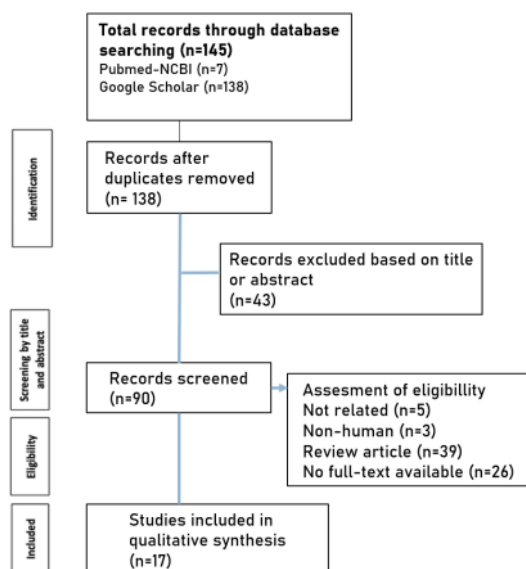 Total records through database
searching (n=145)
Pubmed-NCBI (n=7)
Google Scholar (n=138)
Identification
Records after
duplicates removed
(n= 138)
Records excluded based on title
or abstract
(n=43)
Screening by title
and abstract
Records screened
(n=90)
Assesment of eligibillity
Not related (n=5)
Non-human (n=3)
Review article (n=39)
No full-text available (n=26)
Eligibility
Included
Studies included in
qualitative synthesis
(n=17)